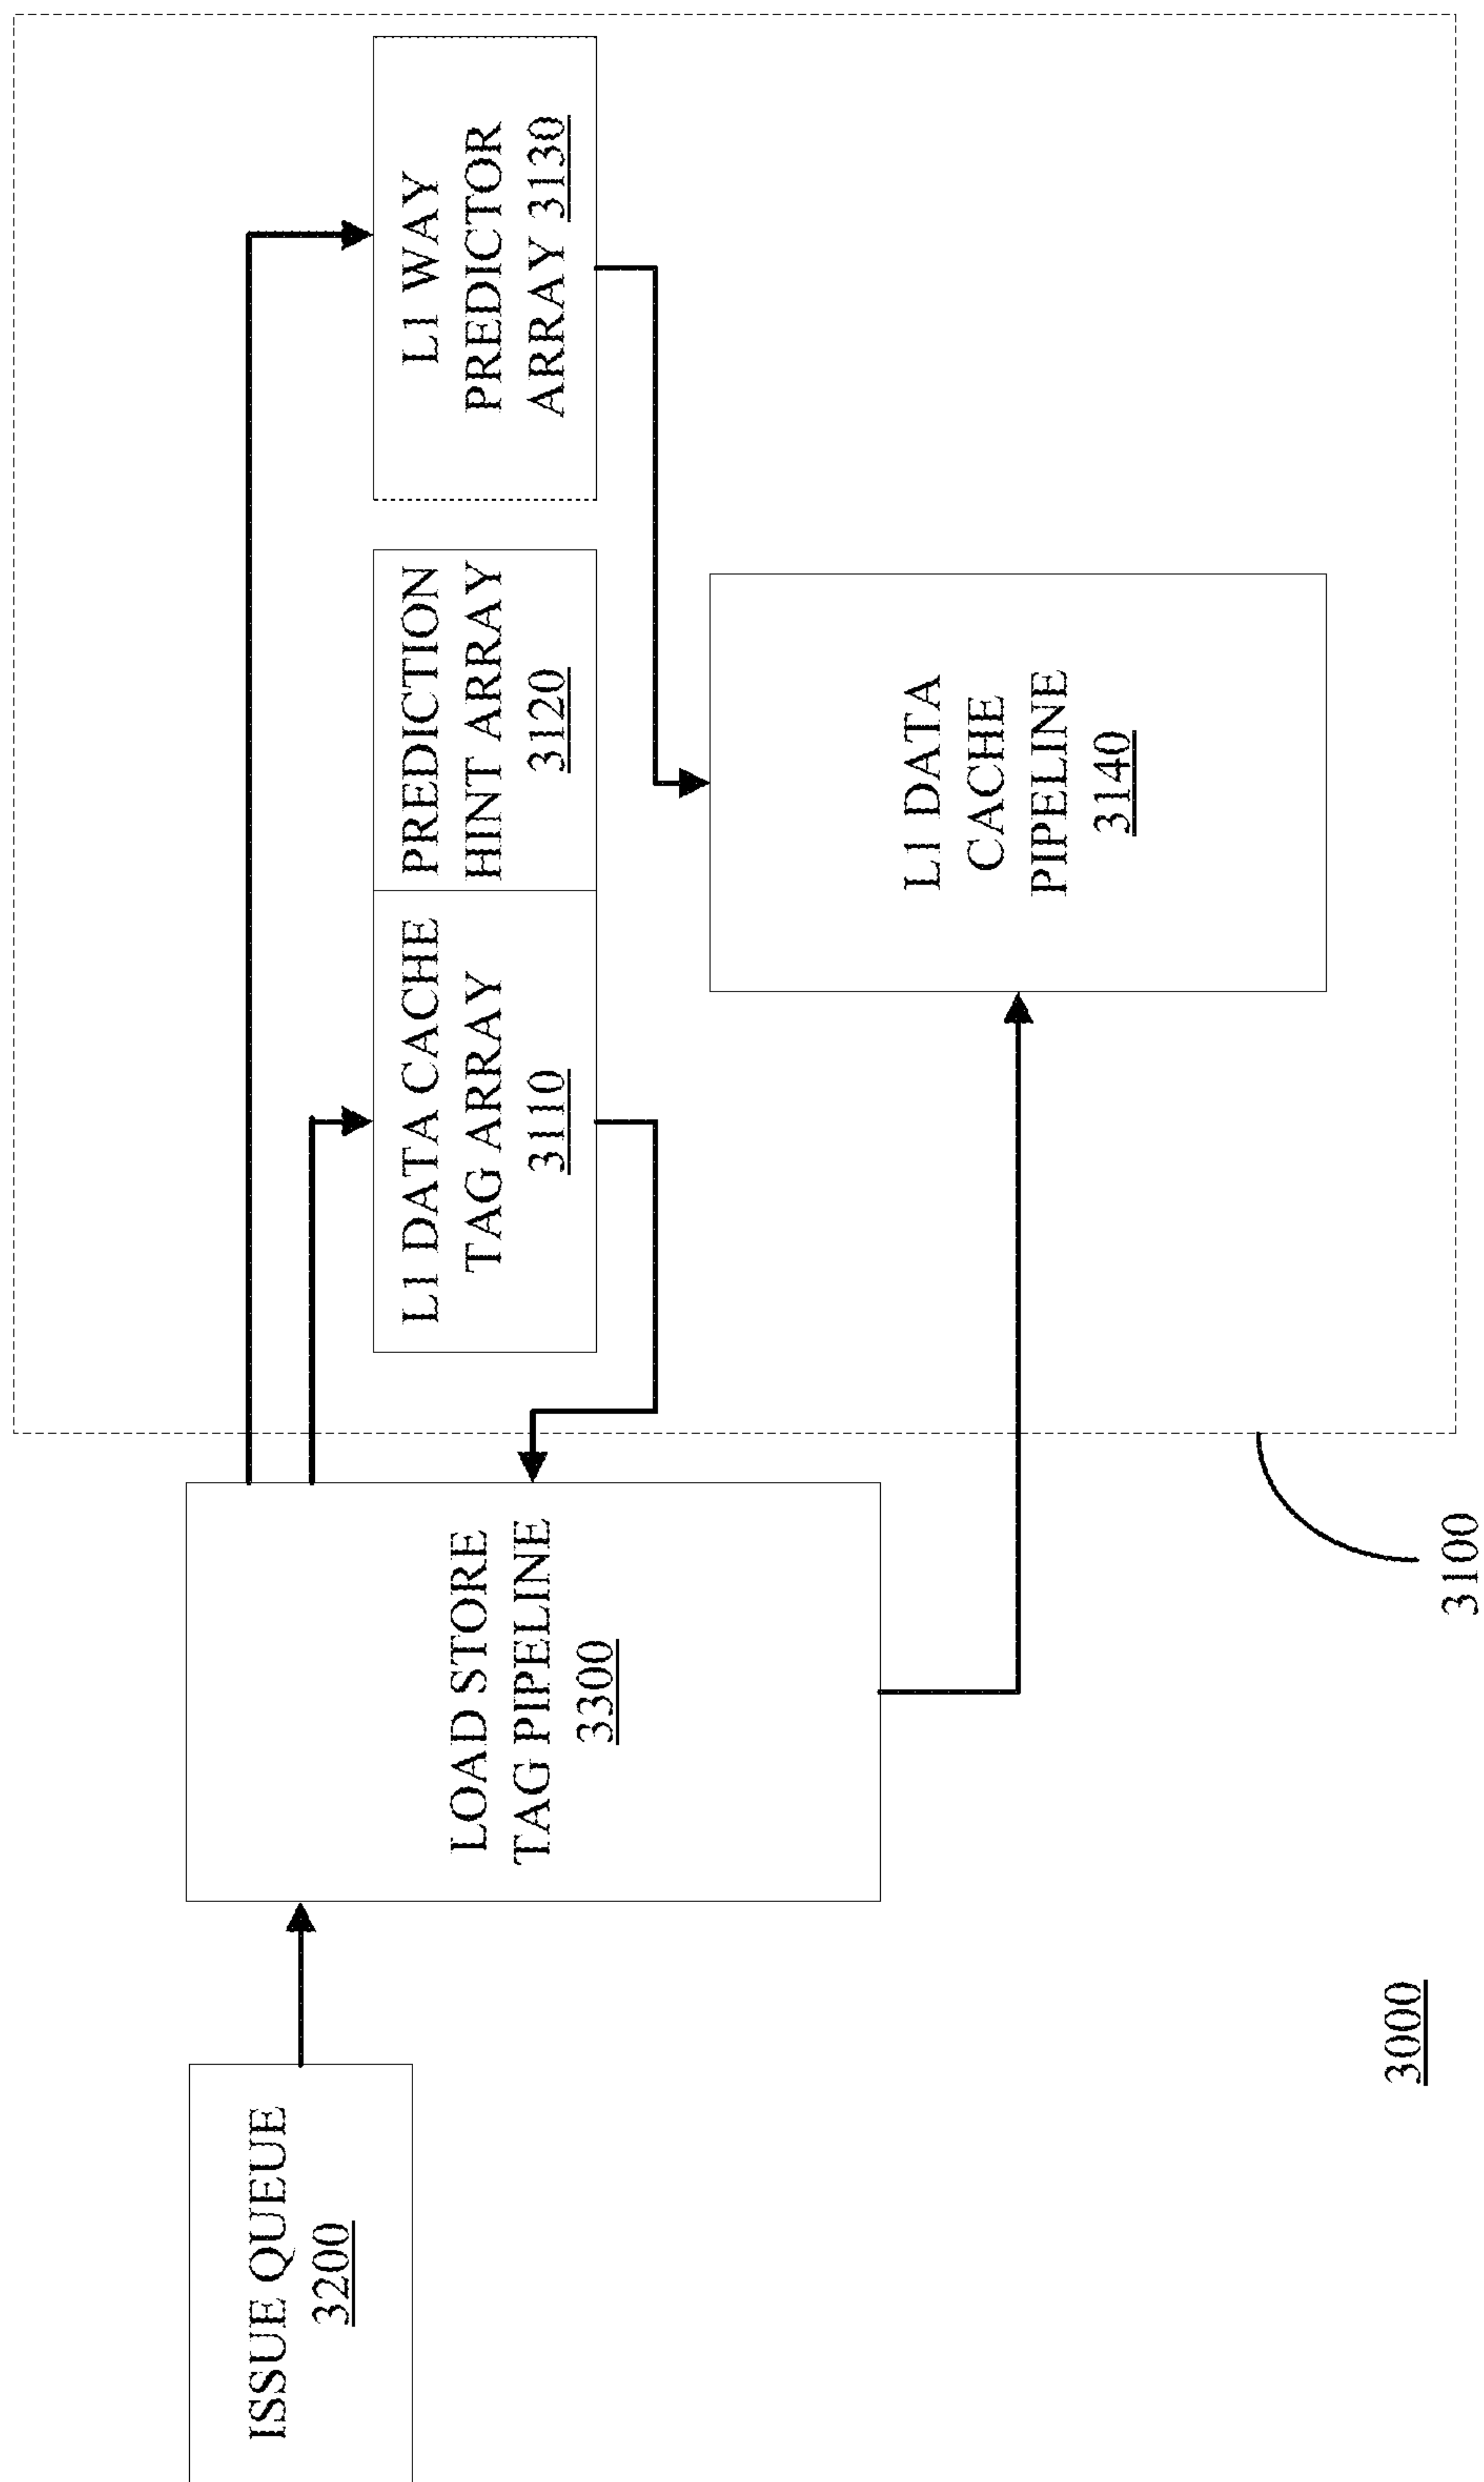 ISSUE QUEUE
3200
LOAD STORE
TAG PIPELINE
3300
L1 DATA CACHE
TAG ARRAY
3110
PREDICTION
HINT ARRAY
3120
L1 WAY
PREDICTOR
ARRAY 3130
L1 DATA
CACHE
PIPELINE
3140
3100
3000